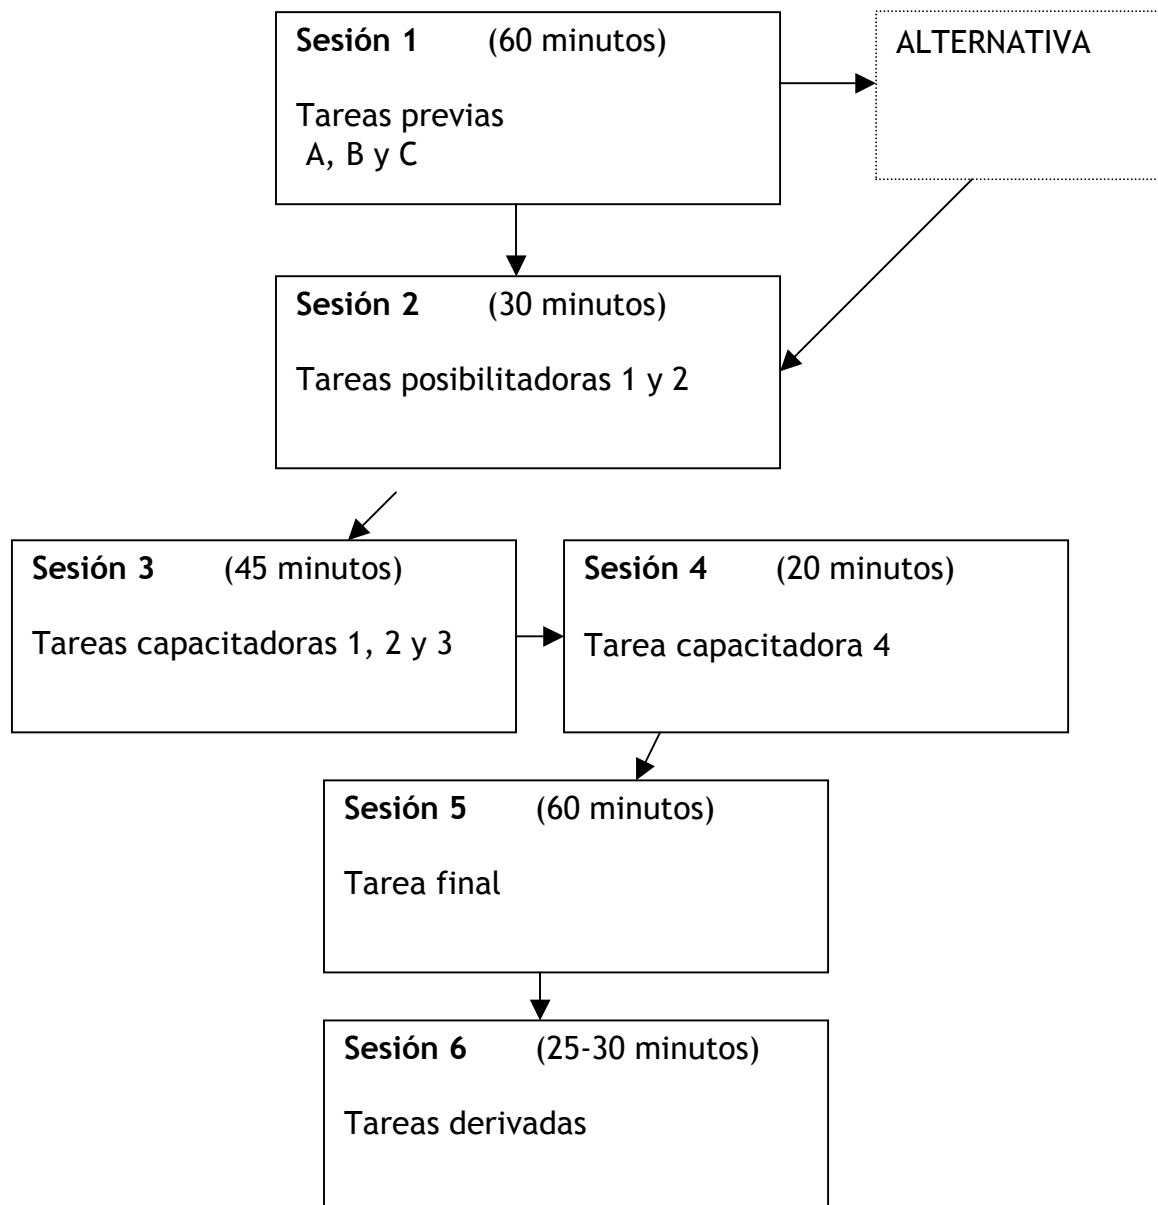 Sesión 1 (60 minutos)
Tareas previas
A, B y C
ALTERNATIVA
Sesión 2 (30 minutos)
Tareas posibilitadoras 1 y 2
Sesión 3 (45 minutos)
Tareas capacitadoras 1, 2 y 3
Sesión 4 (20 minutos)
Tarea capacitadora 4
Sesión 5 (60 minutos)
Tarea final
Sesión 6 (25-30 minutos)
Tareas derivadas